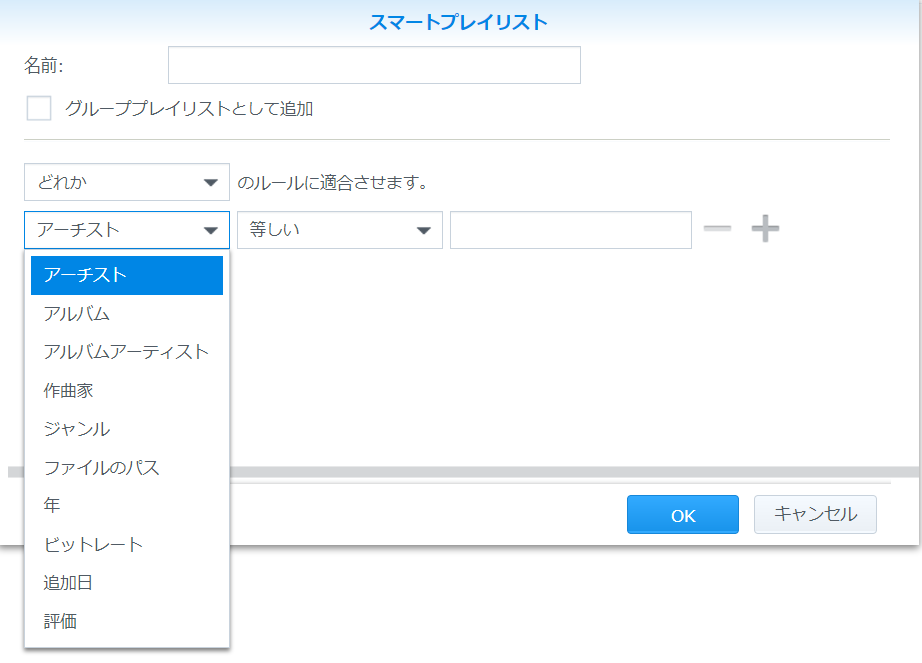 スマートプレイリスト
名前:
グループプレイリストとして追加
どれか のルールに適合させます。
アーチスト 等しい
アーチスト
アルバム
アルバムアーティスト
作曲家
ジャンル
ファイルのパス
年
ビットレート
追加日
評価
OK キャンセル